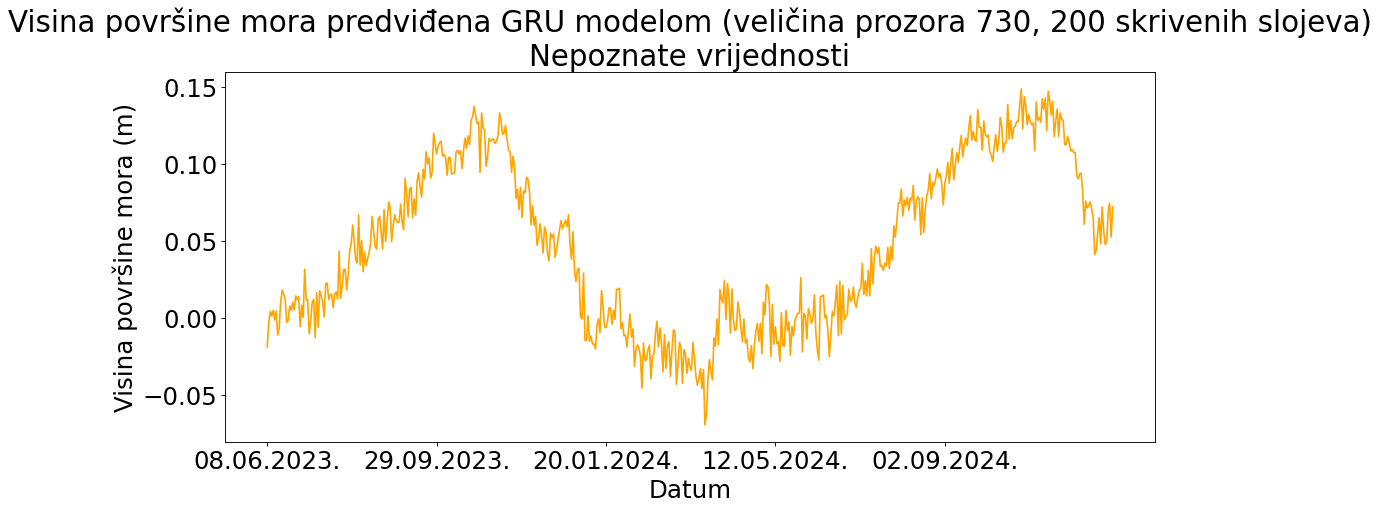 Visina površine mora predviđena GRU modelom (veličina prozora 730, 200 skrivenih slojeva)
Nepoznate vrijednosti
Visina površine mora (m)
0.15
0.10
0.05
0.00
−0.05
08.06.2023. 29.09.2023. 20.01.2024. 12.05.2024. 02.09.2024.
Datum